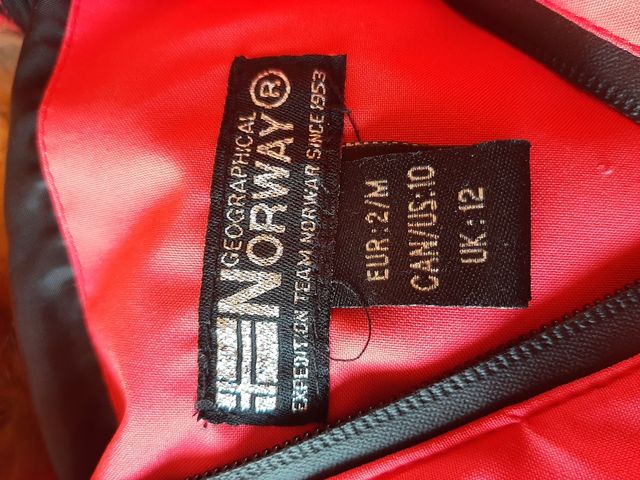 GEOGRAPHICAL
NORWAY®
EXPEDITION TEAM NORWAR SINCE 1953
EUR:2/M
CAN/US:10
UK:12